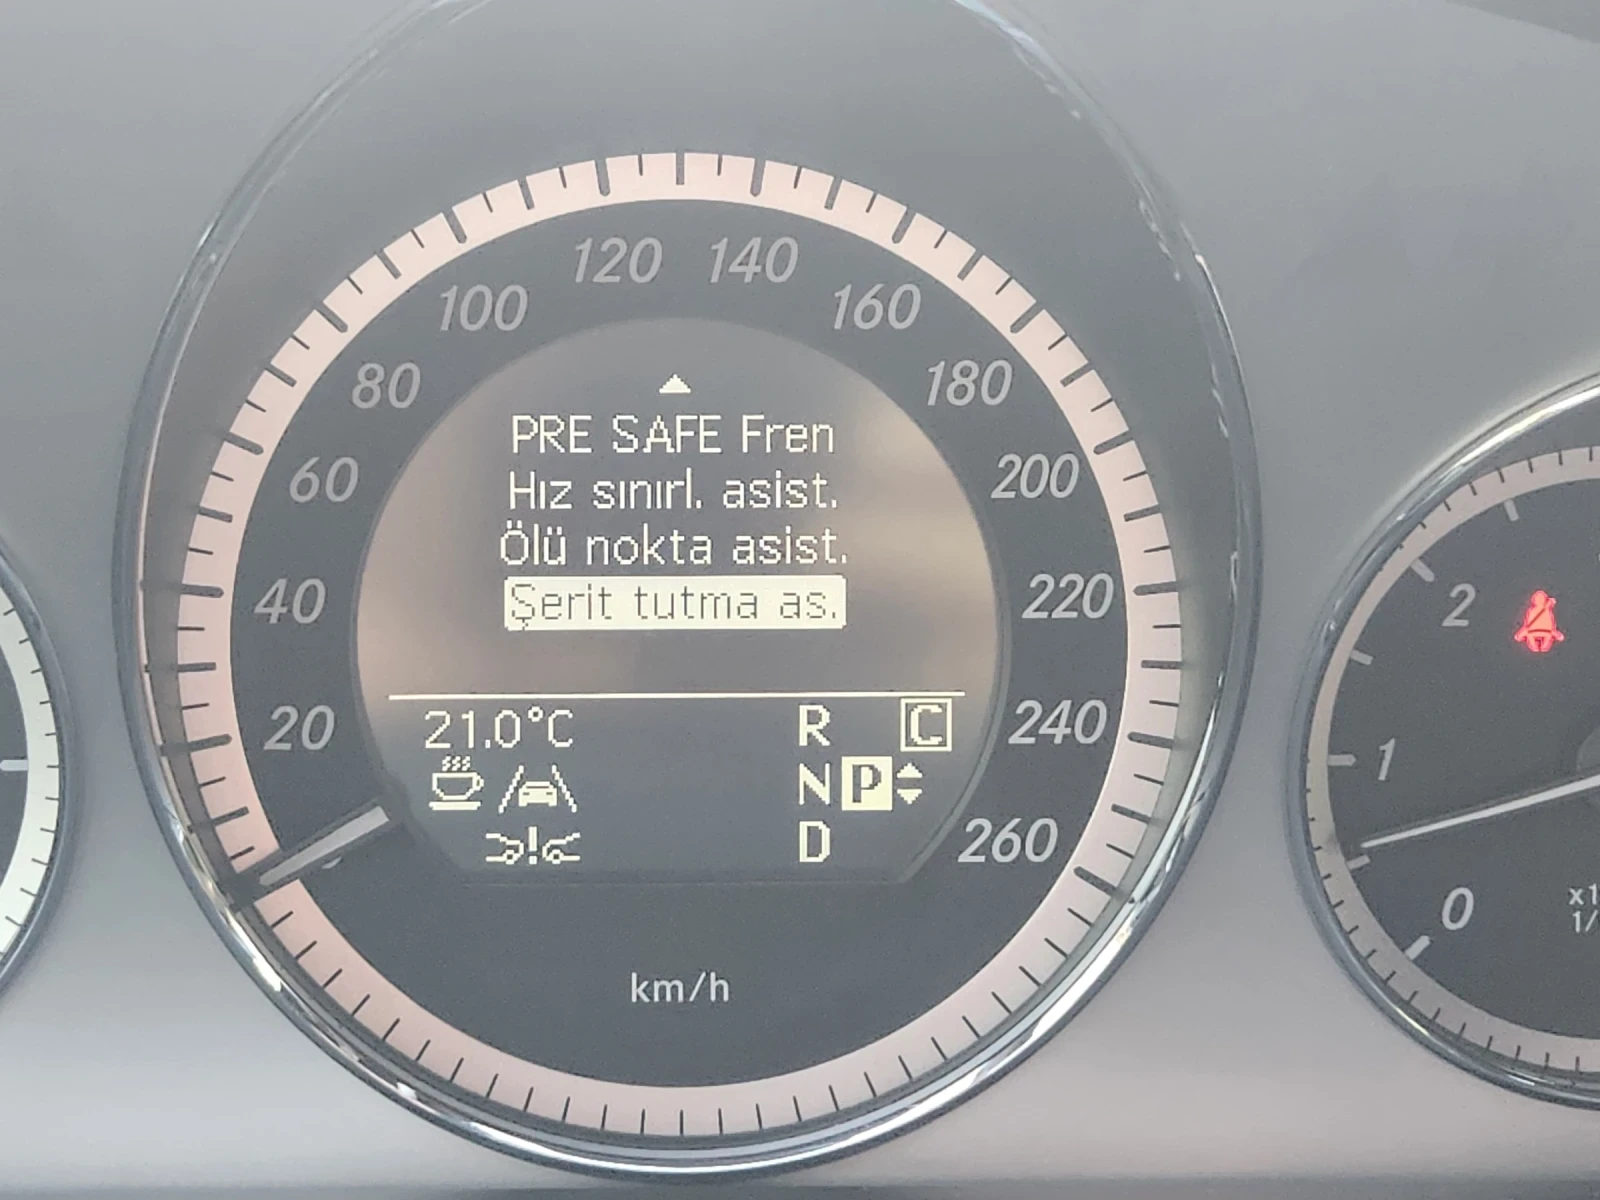 120 140
100 160
80 180
60 200
40 220
20 240
260
PRE SAFE Fren
Hız sınırl. asist.
Ölü nokta asist.
Şerit tutma as.
21.0°C R C
N P
D
km/h
2
1
0